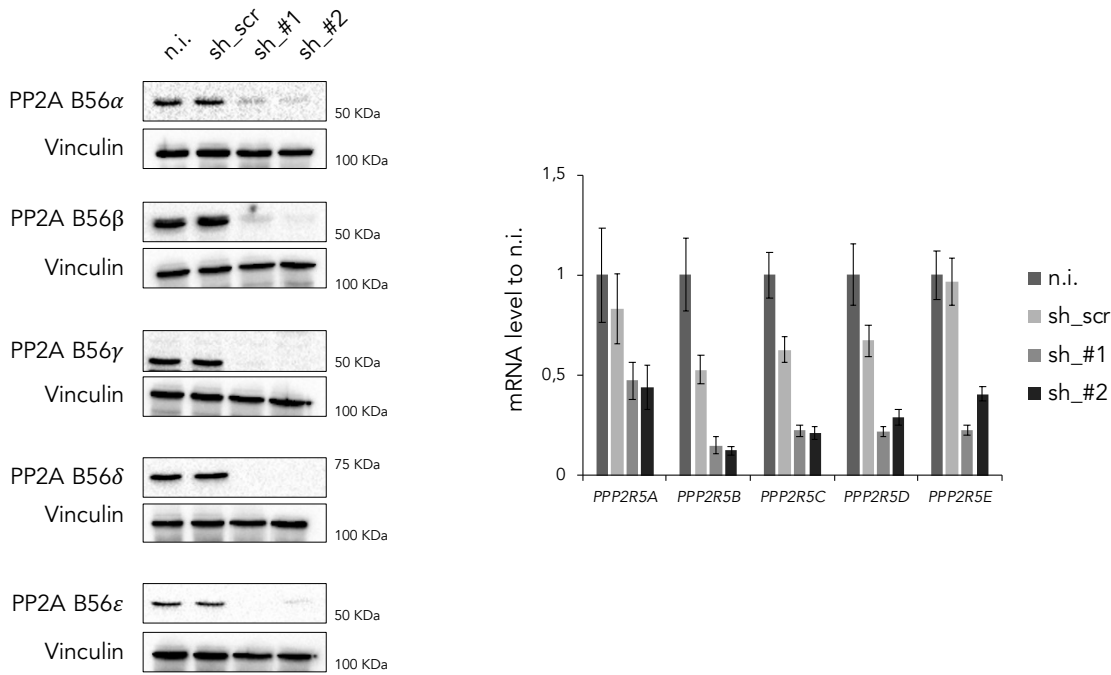 n.i. sh_scr sh_#1 sh_#2
PP2A B56α
50 KDa
Vinculin
100 KDa
PP2A B56β
50 KDa
Vinculin
100 KDa
PP2A B56γ
50 KDa
Vinculin
100 KDa
PP2A B56δ
75 KDa
Vinculin
100 KDa
PP2A B56ε
50 KDa
Vinculin
100 KDa
mRNA level to n.i.
1,5
1
0,5
0
PPP2R5A PPP2R5B PPP2R5C PPP2R5D PPP2R5E
n.i.
sh_scr
sh_#1
sh_#2